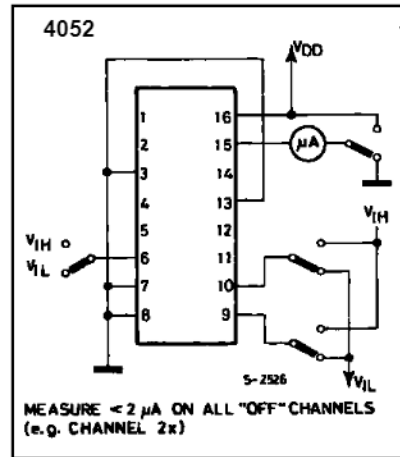 4052
VDD
1 16
2 15 μA
3 14
4 13
5 12 VIH
VIH
VIL 6 11
7 10
8 9
S-2526 VIL
MEASURE < 2 μA ON ALL "OFF" CHANNELS
(e.g. CHANNEL 2x)